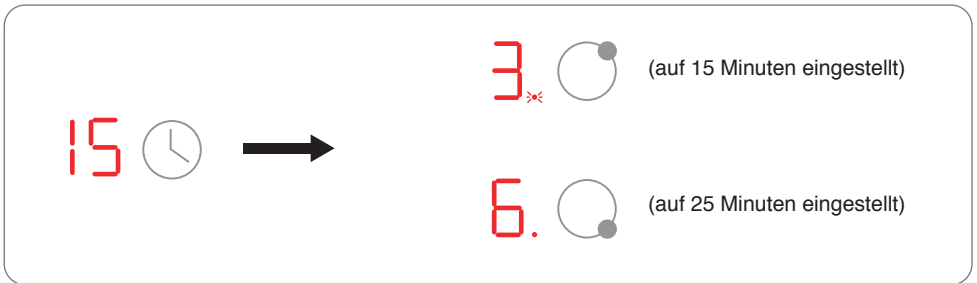 3. (auf 15 Minuten eingestellt)
15
6. (auf 25 Minuten eingestellt)